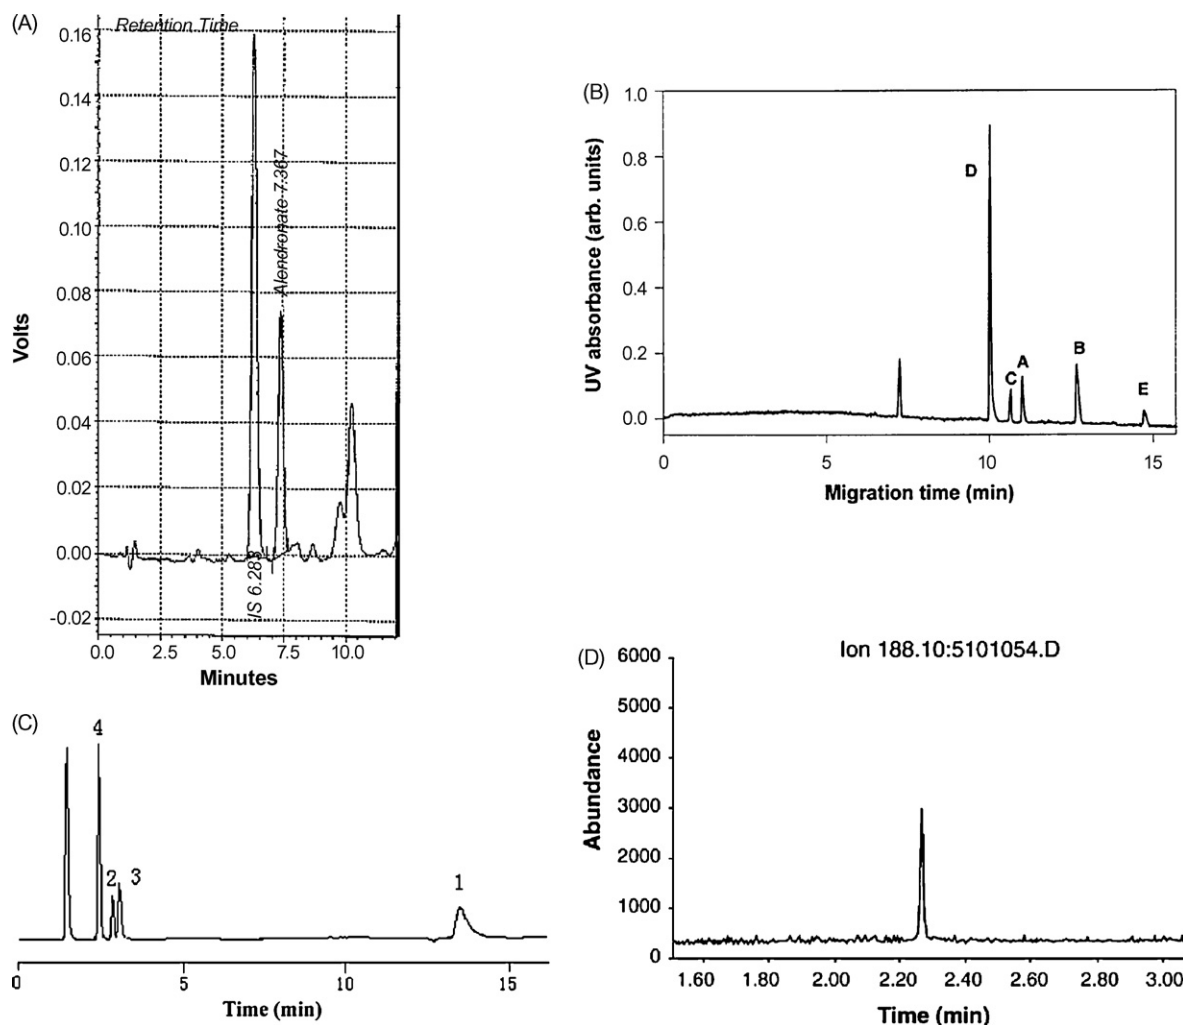 (A)
Retention Time
0.16
0.14
0.12
0.10
0.08
0.06
0.04
0.02
0.00
-0.02
Volts
Alendronate 7.367
IS 6.283
0.0 2.5 5.0 7.5 10.0
Minutes
(B)
1.0
0.8
0.6
0.4
0.2
0.0
UV absorbance (arb. units)
D
C
A
B
E
0 5 10 15
Migration time (min)
(C)
4
2
3
1
0 5 10 15
Time (min)
(D)
Ion 188.10:5101054.D
6000
5000
4000
3000
2000
1000
0
Abundance
1.60 1.80 2.00 2.20 2.40 2.60 2.80 3.00
Time (min)